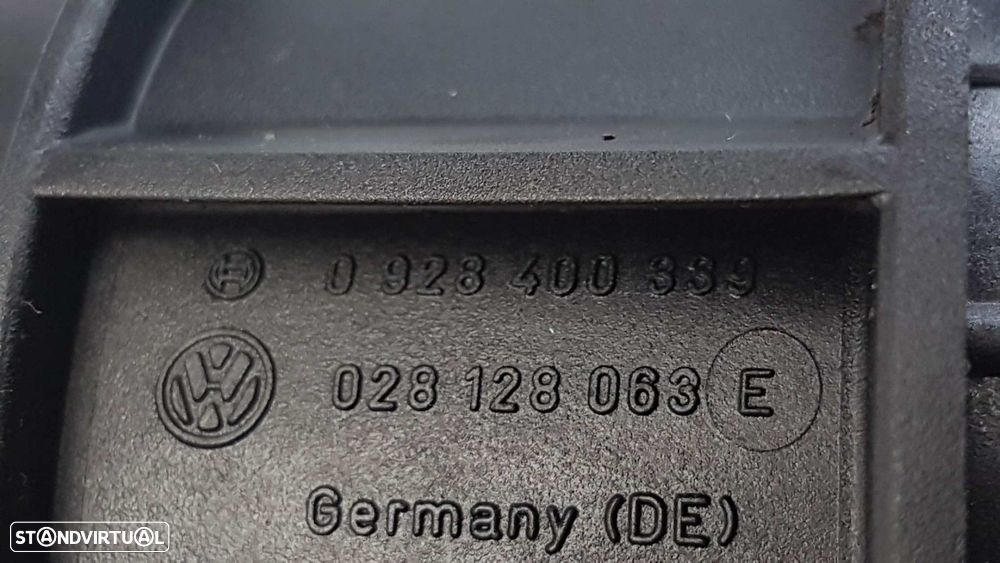 0 928 400 339
028 128 063 E
Germany (DE)
STANDVIRTUAL